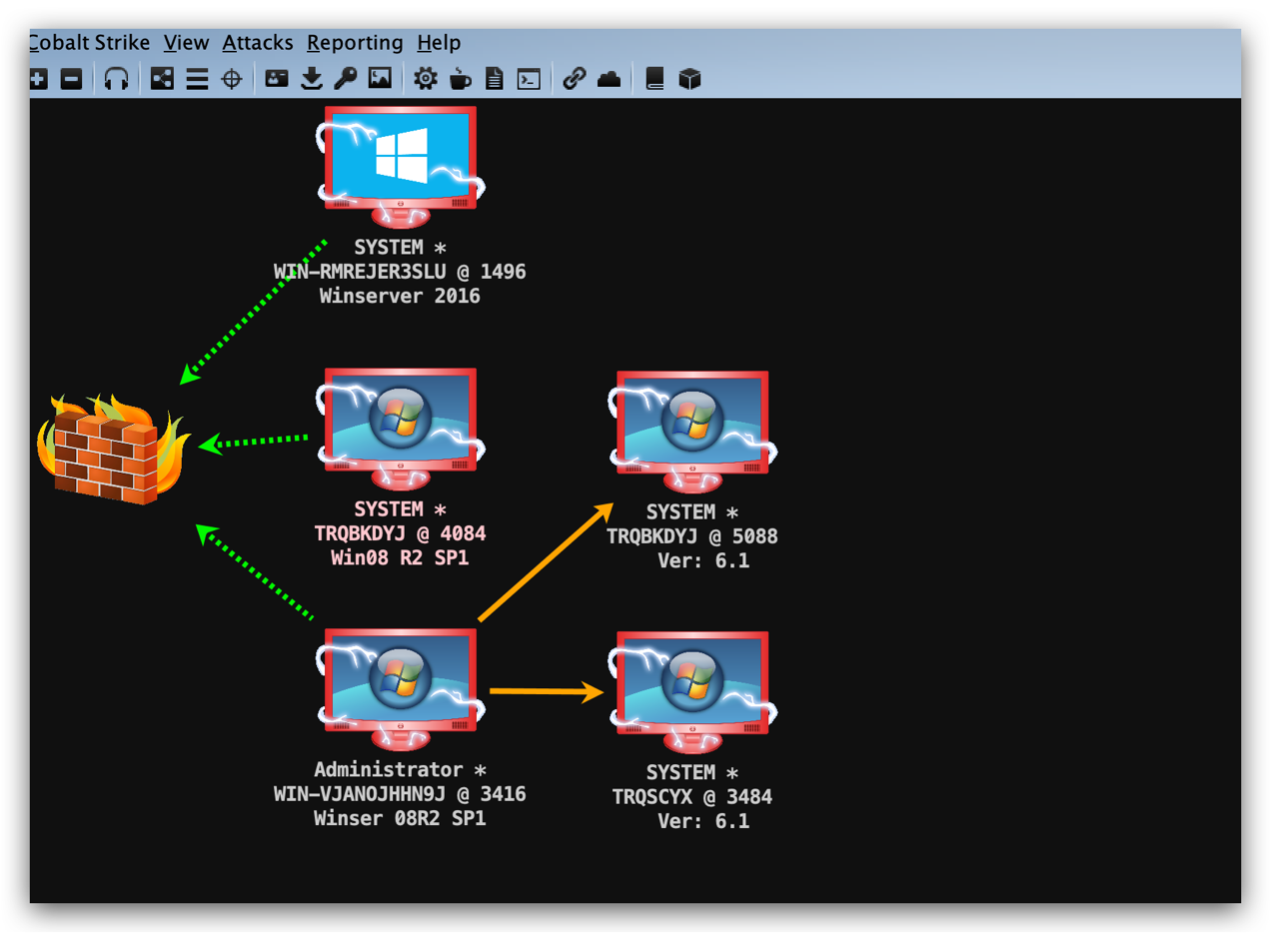 Cobalt Strike View Attacks Reporting Help
SYSTEM *
WIN–RMREJER3SLU @ 1496
Winserver 2016
SYSTEM *
TRQBKDYJ @ 4084
Win08 R2 SP1
SYSTEM *
TRQBKDYJ @ 5088
Ver: 6.1
Administrator *
WIN–VJANOJHHN9J @ 3416
Winser 08R2 SP1
SYSTEM *
TRQSCYX @ 3484
Ver: 6.1